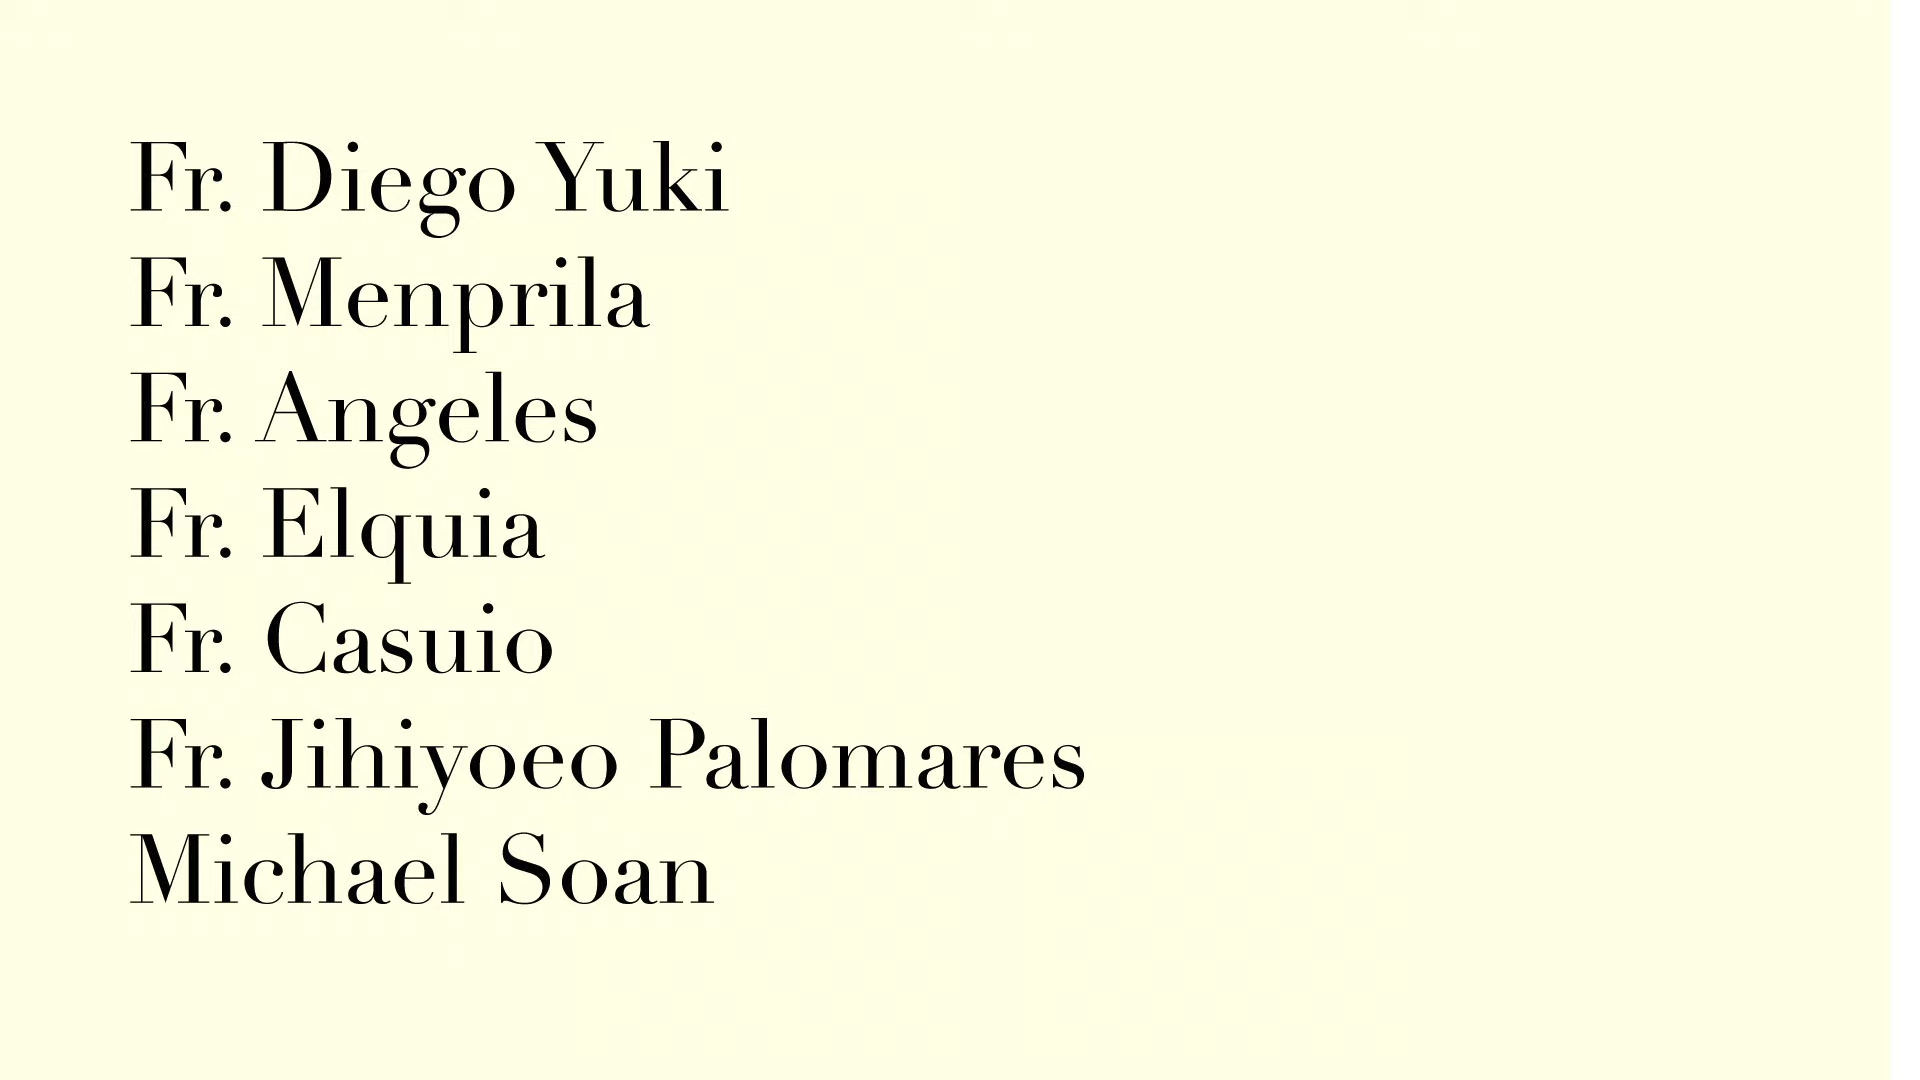 Fr. Diego Yuki
Fr. Menprila
Fr. Angeles
Fr. Elquia
Fr. Casuio
Fr. Jihiyoeo Palomares
Michael Soan